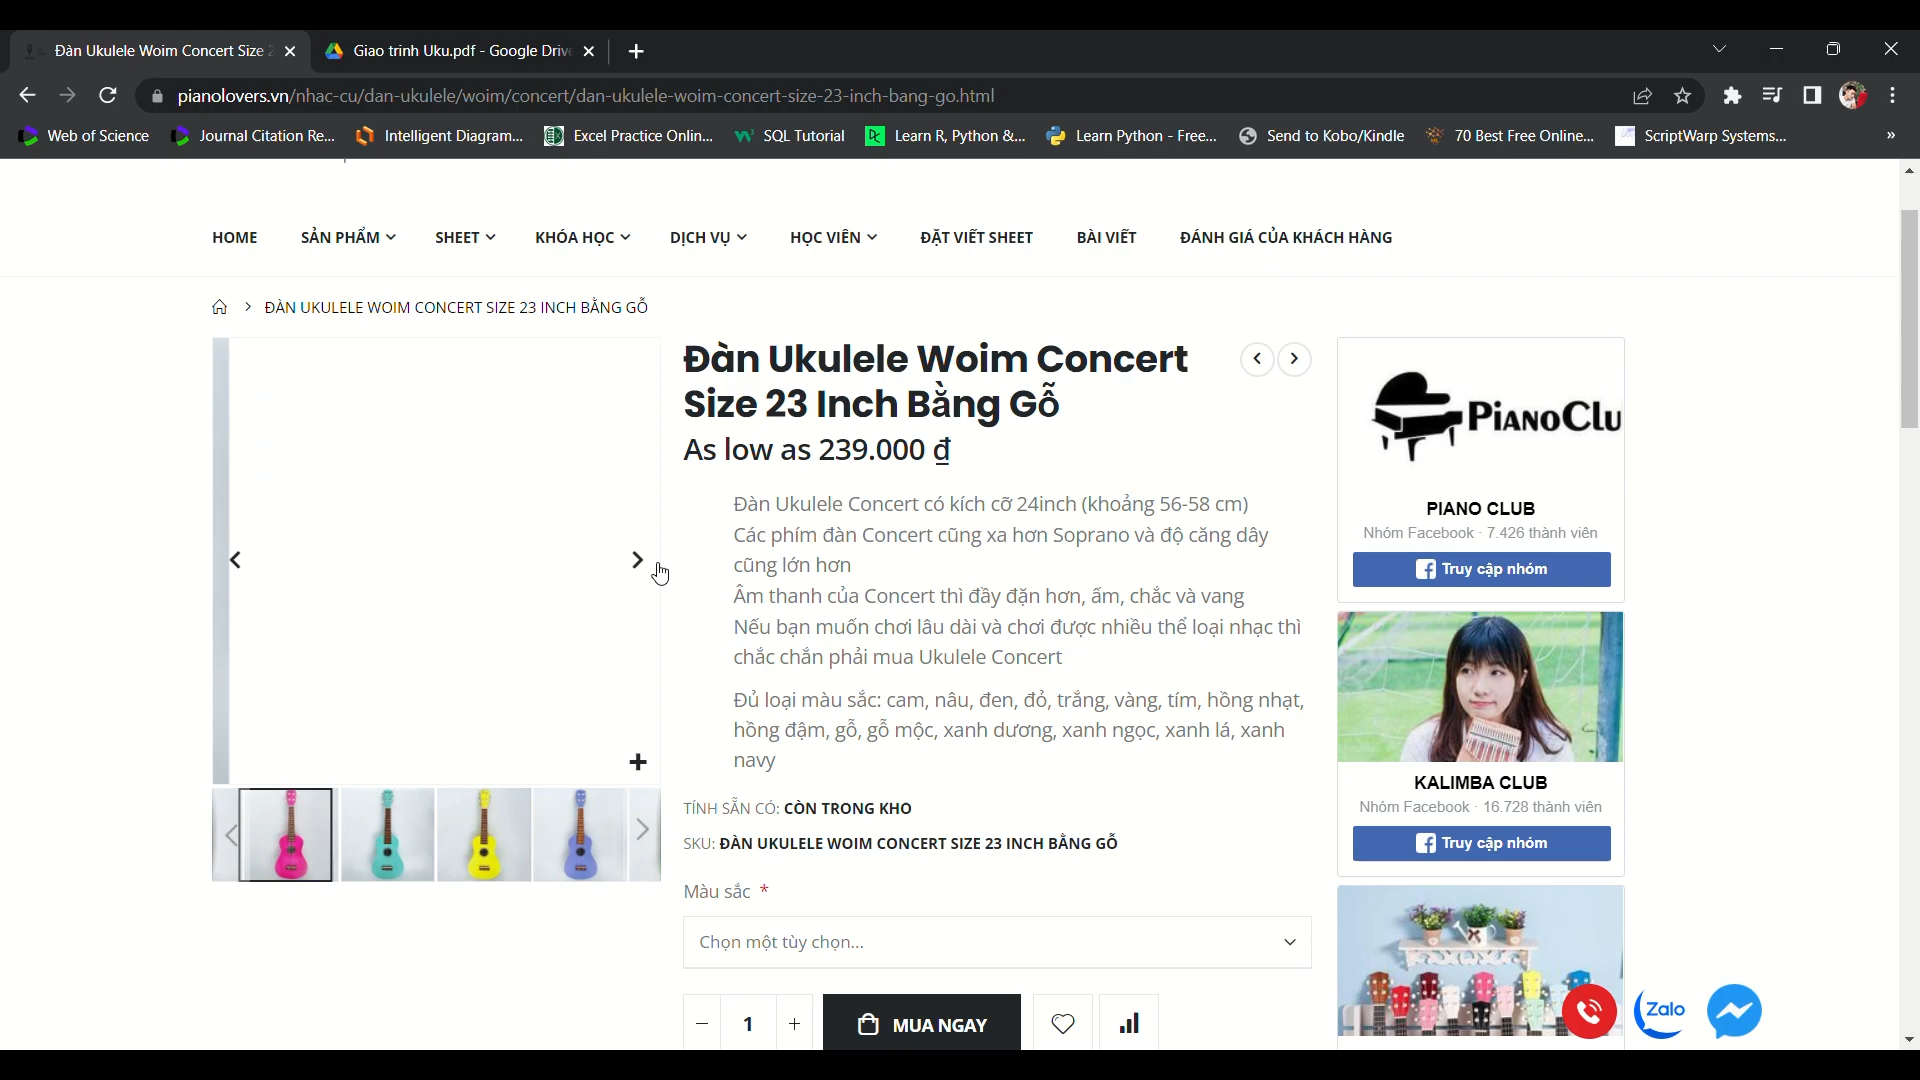 Đàn Ukulele Woim Concert Size 2
Giao trinh Uku.pdf - Google Driv
pianolovers.vn/nhac-cu/dan-ukulele/woim/concert/dan-ukulele-woim-concert-size-23-inch-bang-go.html
Web of Science
Journal Citation Re...
Intelligent Diagram...
Excel Practice Onlin...
SQL Tutorial
Learn R, Python &...
Learn Python - Free...
Send to Kobo/Kindle
70 Best Free Online...
ScriptWarp Systems...
»
HOME
SẢN PHẨM
SHEET
KHÓA HỌC
DỊCH VỤ
HỌC VIÊN
ĐẶT VIẾT SHEET
BÀI VIẾT
ĐÁNH GIÁ CỦA KHÁCH HÀNG
ĐÀN UKULELE WOIM CONCERT SIZE 23 INCH BẰNG GỖ
Đàn Ukulele Woim Concert
Size 23 Inch Bằng Gỗ
As low as 239.000 ₫
Đàn Ukulele Concert có kích cỡ 24inch (khoảng 56-58 cm)
Các phím đàn Concert cũng xa hơn Soprano và độ căng dây
cũng lớn hơn
Âm thanh của Concert thì đầy đặn hơn, ấm, chắc và vang
Nếu bạn muốn chơi lâu dài và chơi được nhiều thể loại nhạc thì
chắc chắn phải mua Ukulele Concert
Đủ loại màu sắc: cam, nâu, đen, đỏ, trắng, vàng, tím, hồng nhạt,
hồng đậm, gỗ, gỗ mộc, xanh dương, xanh ngọc, xanh lá, xanh
navy
TÍNH SẴN CÓ: CÒN TRONG KHO
SKU: ĐÀN UKULELE WOIM CONCERT SIZE 23 INCH BẰNG GỖ
Màu sắc *
Chọn một tùy chọn...
1
MUA NGAY
PIANOCLU
PIANO CLUB
Nhóm Facebook · 7.426 thành viên
Truy cập nhóm
KALIMBA CLUB
Nhóm Facebook · 16.728 thành viên
Truy cập nhóm
Zalo